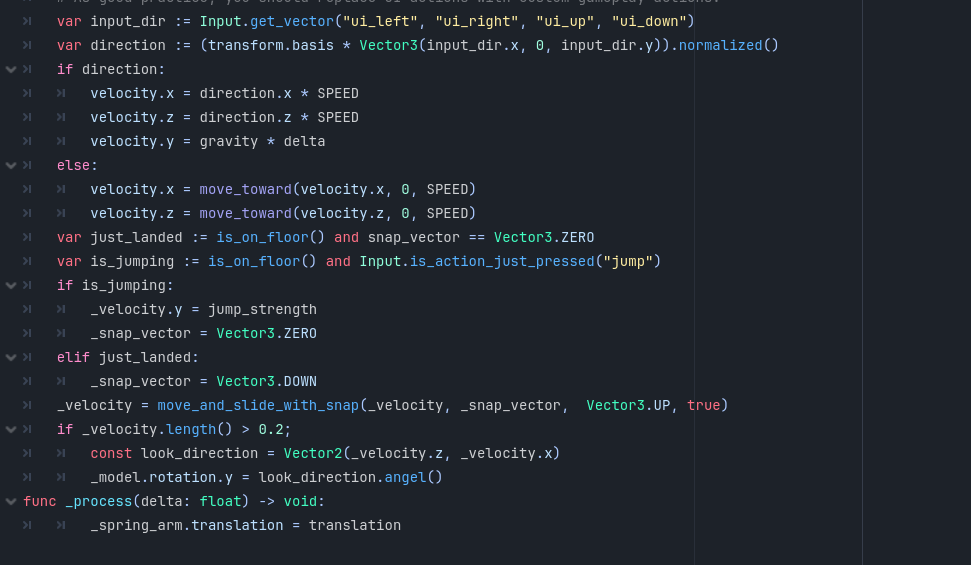 # As good practice, you should replace UI actions with custom gameplay actions.
var input_dir := Input.get_vector("ui_left", "ui_right", "ui_up", "ui_down")
var direction := (transform.basis * Vector3(input_dir.x, 0, input_dir.y)).normalized()
if direction:
velocity.x = direction.x * SPEED
velocity.z = direction.z * SPEED
velocity.y = gravity * delta
else:
velocity.x = move_toward(velocity.x, 0, SPEED)
velocity.z = move_toward(velocity.z, 0, SPEED)
var just_landed := is_on_floor() and snap_vector == Vector3.ZERO
var is_jumping := is_on_floor() and Input.is_action_just_pressed("jump")
if is_jumping:
_velocity.y = jump_strength
_snap_vector = Vector3.ZERO
elif just_landed:
_snap_vector = Vector3.DOWN
_velocity = move_and_slide_with_snap(_velocity, _snap_vector,  Vector3.UP, true)
if _velocity.length() > 0.2;
const look_direction = Vector2(_velocity.z, _velocity.x)
_model.rotation.y = look_direction.angel()
func _process(delta: float) -> void:
_spring_arm.translation = translation